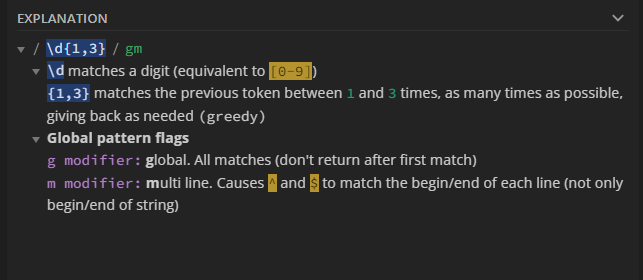 EXPLANATION
/ \d{1,3} / gm
\d matches a digit (equivalent to [0-9])
{1,3} matches the previous token between 1 and 3 times, as many times as possible,
giving back as needed (greedy)
Global pattern flags
g modifier: global. All matches (don't return after first match)
m modifier: multi line. Causes ^ and $ to match the begin/end of each line (not only
begin/end of string)